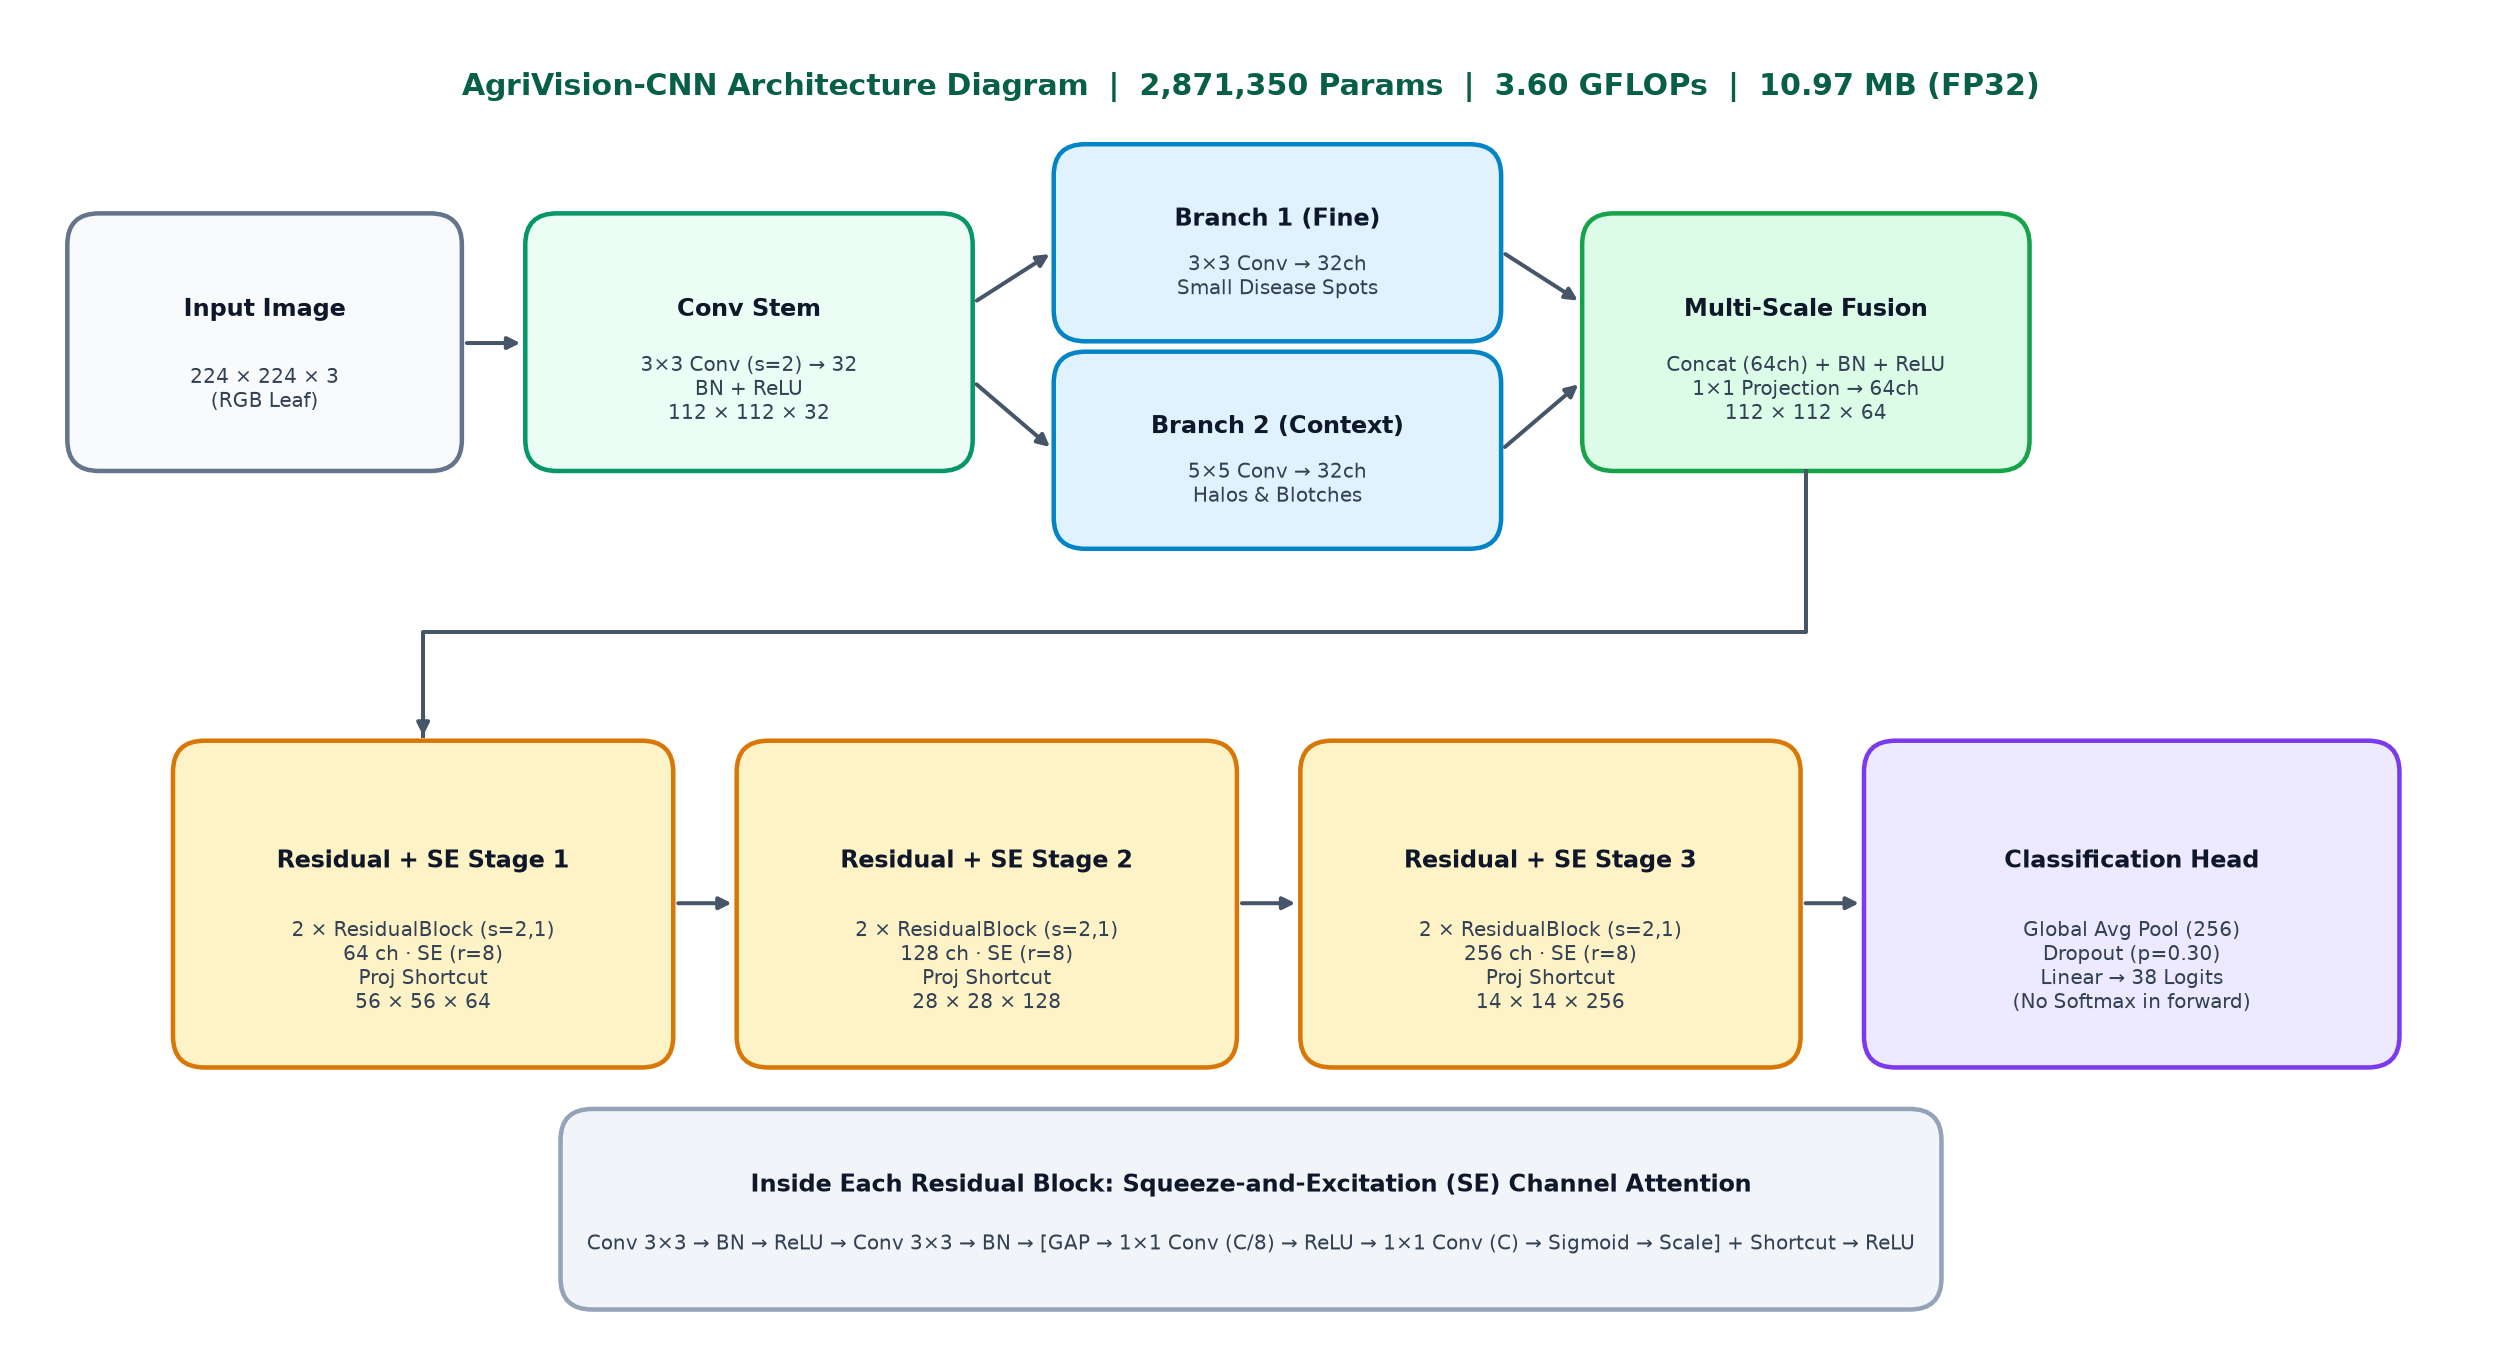 AgriVision-CNN Architecture Diagram | 2,871,350 Params | 3.60 GFLOPs | 10.97 MB (FP32)
Input Image
224 × 224 × 3
(RGB Leaf)
Conv Stem
3×3 Conv (s=2) → 32
BN + ReLU
112 × 112 × 32
Branch 1 (Fine)
3×3 Conv → 32ch
Small Disease Spots
Branch 2 (Context)
5×5 Conv → 32ch
Halos & Blotches
Multi-Scale Fusion
Concat (64ch) + BN + ReLU
1×1 Projection → 64ch
112 × 112 × 64
Residual + SE Stage 1
2 × ResidualBlock (s=2,1)
64 ch · SE (r=8)
Proj Shortcut
56 × 56 × 64
Residual + SE Stage 2
2 × ResidualBlock (s=2,1)
128 ch · SE (r=8)
Proj Shortcut
28 × 28 × 128
Residual + SE Stage 3
2 × ResidualBlock (s=2,1)
256 ch · SE (r=8)
Proj Shortcut
14 × 14 × 256
Classification Head
Global Avg Pool (256)
Dropout (p=0.30)
Linear → 38 Logits
(No Softmax in forward)
Inside Each Residual Block: Squeeze-and-Excitation (SE) Channel Attention
Conv 3×3 → BN → ReLU → Conv 3×3 → BN → [GAP → 1×1 Conv (C/8) → ReLU → 1×1 Conv (C) → Sigmoid → Scale] + Shortcut → ReLU